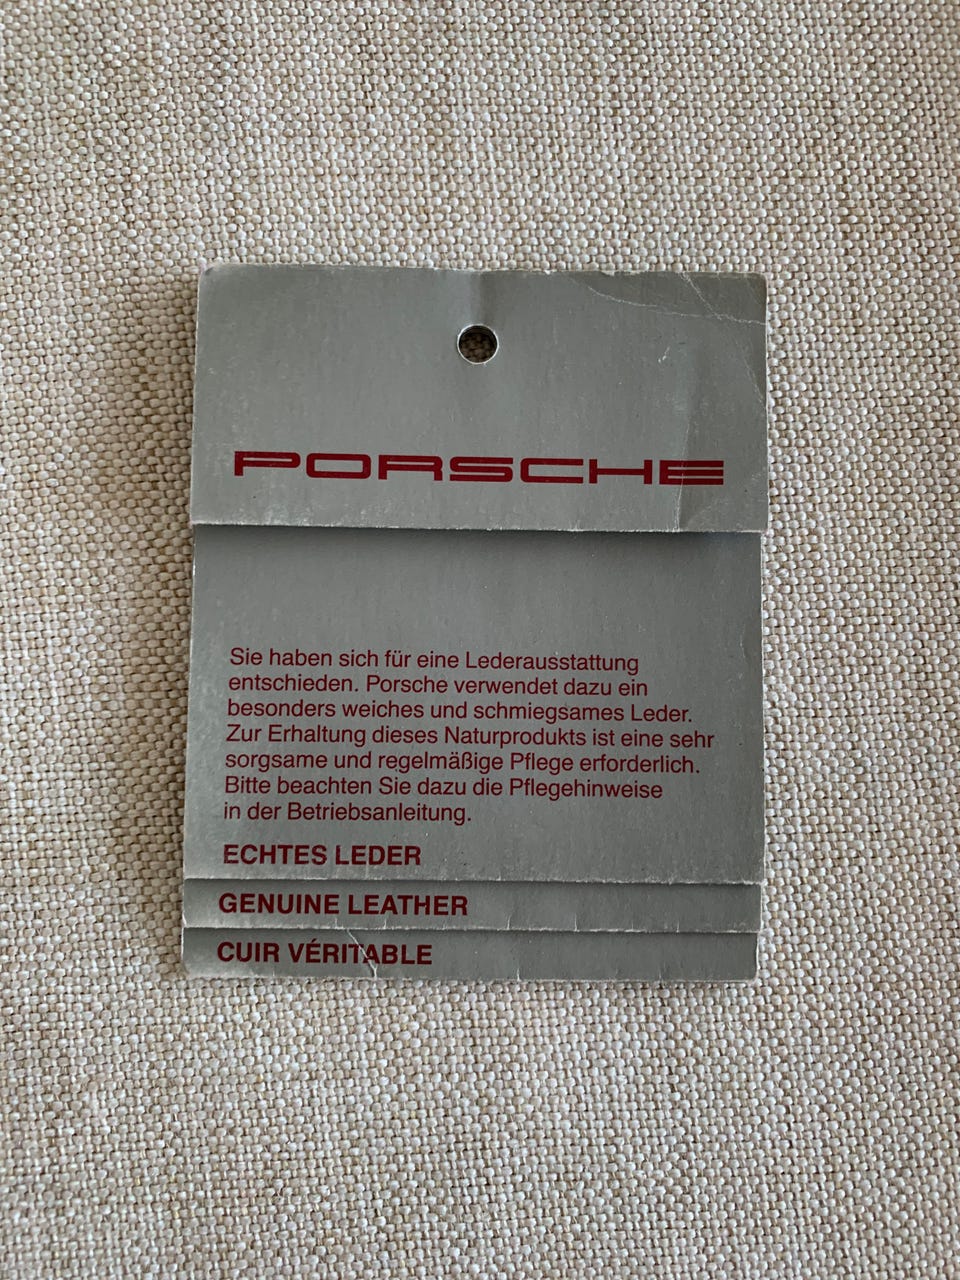 PORSCHE
Sie haben sich für eine Lederausstattung
entschieden. Porsche verwendet dazu ein
besonders weiches und schmiegsames Leder.
Zur Erhaltung dieses Naturprodukts ist eine sehr
sorgsame und regelmäßige Pflege erforderlich.
Bitte beachten Sie dazu die Pflegehinweise
in der Betriebsanleitung.
ECHTES LEDER
GENUINE LEATHER
CUIR VÉRITABLE